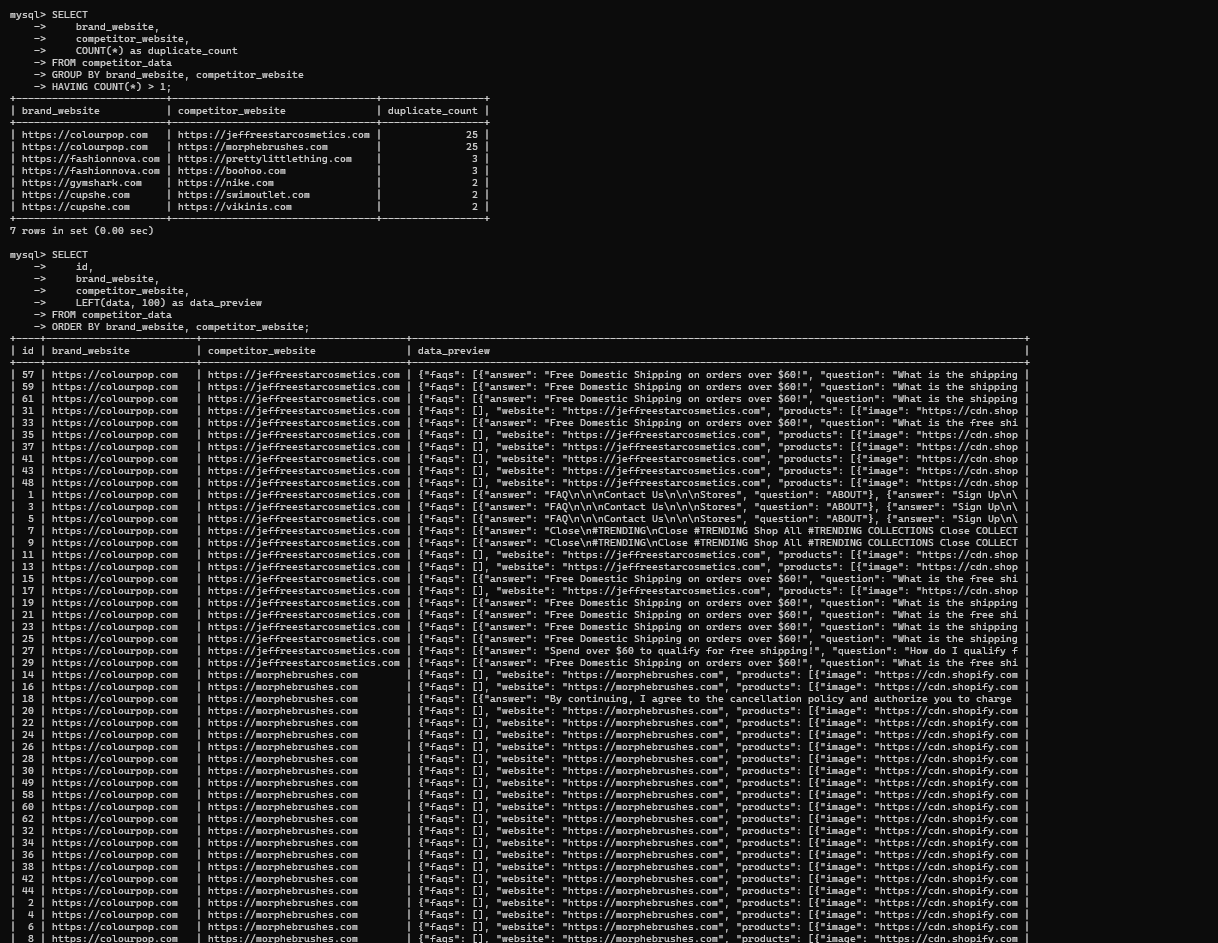 mysql> SELECT
    ->     brand_website,
    ->     competitor_website,
    ->     COUNT(*) as duplicate_count
    -> FROM competitor_data
    -> GROUP BY brand_website, competitor_website
    -> HAVING COUNT(*) > 1;
+-------------------------+----------------------------------+-----------------+
| brand_website           | competitor_website               | duplicate_count |
+-------------------------+----------------------------------+-----------------+
| https://colourpop.com   | https://jeffreestarcosmetics.com |              25 |
| https://colourpop.com   | https://morphebrushes.com        |              25 |
| https://fashionnova.com | https://prettylittlething.com    |               3 |
| https://fashionnova.com | https://boohoo.com               |               3 |
| https://gymshark.com    | https://nike.com                 |               2 |
| https://cupshe.com      | https://swimoutlet.com           |               2 |
| https://cupshe.com      | https://vikinis.com              |               2 |
+-------------------------+----------------------------------+-----------------+
7 rows in set (0.00 sec)
mysql> SELECT
    ->     id,
    ->     brand_website,
    ->     competitor_website,
    ->     LEFT(data, 100) as data_preview
    -> FROM competitor_data
    -> ORDER BY brand_website, competitor_website;
+----+-------------------------+----------------------------------+------------------------------------------------------------------------------------------------------+
| id | brand_website           | competitor_website               | data_preview                                                                                         |
+----+-------------------------+----------------------------------+------------------------------------------------------------------------------------------------------+
| 57 | https://colourpop.com   | https://jeffreestarcosmetics.com | {"faqs": [{"answer": "Free Domestic Shipping on orders over $60!", "question": "What is the shipping |
| 59 | https://colourpop.com   | https://jeffreestarcosmetics.com | {"faqs": [{"answer": "Free Domestic Shipping on orders over $60!", "question": "What is the shipping |
| 61 | https://colourpop.com   | https://jeffreestarcosmetics.com | {"faqs": [{"answer": "Free Domestic Shipping on orders over $60!", "question": "What is the shipping |
| 31 | https://colourpop.com   | https://jeffreestarcosmetics.com | {"faqs": [], "website": "https://jeffreestarcosmetics.com", "products": [{"image": "https://cdn.shop |
| 33 | https://colourpop.com   | https://jeffreestarcosmetics.com | {"faqs": [{"answer": "Free Domestic Shipping on orders over $60!", "question": "What is the free shi |
| 35 | https://colourpop.com   | https://jeffreestarcosmetics.com | {"faqs": [], "website": "https://jeffreestarcosmetics.com", "products": [{"image": "https://cdn.shop |
| 37 | https://colourpop.com   | https://jeffreestarcosmetics.com | {"faqs": [], "website": "https://jeffreestarcosmetics.com", "products": [{"image": "https://cdn.shop |
| 41 | https://colourpop.com   | https://jeffreestarcosmetics.com | {"faqs": [], "website": "https://jeffreestarcosmetics.com", "products": [{"image": "https://cdn.shop |
| 43 | https://colourpop.com   | https://jeffreestarcosmetics.com | {"faqs": [], "website": "https://jeffreestarcosmetics.com", "products": [{"image": "https://cdn.shop |
| 48 | https://colourpop.com   | https://jeffreestarcosmetics.com | {"faqs": [], "website": "https://jeffreestarcosmetics.com", "products": [{"image": "https://cdn.shop |
|  1 | https://colourpop.com   | https://jeffreestarcosmetics.com | {"faqs": [{"answer": "FAQ\n\n\nContact Us\n\n\nStores", "question": "ABOUT"}, {"answer": "Sign Up\n\ |
|  3 | https://colourpop.com   | https://jeffreestarcosmetics.com | {"faqs": [{"answer": "FAQ\n\n\nContact Us\n\n\nStores", "question": "ABOUT"}, {"answer": "Sign Up\n\ |
|  5 | https://colourpop.com   | https://jeffreestarcosmetics.com | {"faqs": [{"answer": "FAQ\n\n\nContact Us\n\n\nStores", "question": "ABOUT"}, {"answer": "Sign Up\n\ |
|  7 | https://colourpop.com   | https://jeffreestarcosmetics.com | {"faqs": [{"answer": "Close\n#TRENDING\nClose #TRENDING Shop All #TRENDING COLLECTIONS Close COLLECT |
|  9 | https://colourpop.com   | https://jeffreestarcosmetics.com | {"faqs": [{"answer": "Close\n#TRENDING\nClose #TRENDING Shop All #TRENDING COLLECTIONS Close COLLECT |
| 11 | https://colourpop.com   | https://jeffreestarcosmetics.com | {"faqs": [], "website": "https://jeffreestarcosmetics.com", "products": [{"image": "https://cdn.shop |
| 13 | https://colourpop.com   | https://jeffreestarcosmetics.com | {"faqs": [], "website": "https://jeffreestarcosmetics.com", "products": [{"image": "https://cdn.shop |
| 15 | https://colourpop.com   | https://jeffreestarcosmetics.com | {"faqs": [{"answer": "Free Domestic Shipping on orders over $60!", "question": "What is the free shi |
| 17 | https://colourpop.com   | https://jeffreestarcosmetics.com | {"faqs": [], "website": "https://jeffreestarcosmetics.com", "products": [{"image": "https://cdn.shop |
| 19 | https://colourpop.com   | https://jeffreestarcosmetics.com | {"faqs": [{"answer": "Free Domestic Shipping on orders over $60!", "question": "What is the shipping |
| 21 | https://colourpop.com   | https://jeffreestarcosmetics.com | {"faqs": [{"answer": "Free Domestic Shipping on orders over $60!", "question": "What is the free shi |
| 23 | https://colourpop.com   | https://jeffreestarcosmetics.com | {"faqs": [{"answer": "Free Domestic Shipping on orders over $60!", "question": "What is the shipping |
| 25 | https://colourpop.com   | https://jeffreestarcosmetics.com | {"faqs": [{"answer": "Free Domestic Shipping on orders over $60!", "question": "What is the shipping |
| 27 | https://colourpop.com   | https://jeffreestarcosmetics.com | {"faqs": [{"answer": "Spend over $60 to qualify for free shipping!", "question": "How do I qualify f |
| 29 | https://colourpop.com   | https://jeffreestarcosmetics.com | {"faqs": [{"answer": "Free Domestic Shipping on orders over $60!", "question": "What is the free shi |
| 14 | https://colourpop.com   | https://morphebrushes.com        | {"faqs": [], "website": "https://morphebrushes.com", "products": [{"image": "https://cdn.shopify.com |
| 16 | https://colourpop.com   | https://morphebrushes.com        | {"faqs": [], "website": "https://morphebrushes.com", "products": [{"image": "https://cdn.shopify.com |
| 18 | https://colourpop.com   | https://morphebrushes.com        | {"faqs": [{"answer": "By continuing, I agree to the cancellation policy and authorize you to charge  |
| 20 | https://colourpop.com   | https://morphebrushes.com        | {"faqs": [], "website": "https://morphebrushes.com", "products": [{"image": "https://cdn.shopify.com |
| 22 | https://colourpop.com   | https://morphebrushes.com        | {"faqs": [], "website": "https://morphebrushes.com", "products": [{"image": "https://cdn.shopify.com |
| 24 | https://colourpop.com   | https://morphebrushes.com        | {"faqs": [], "website": "https://morphebrushes.com", "products": [{"image": "https://cdn.shopify.com |
| 26 | https://colourpop.com   | https://morphebrushes.com        | {"faqs": [], "website": "https://morphebrushes.com", "products": [{"image": "https://cdn.shopify.com |
| 28 | https://colourpop.com   | https://morphebrushes.com        | {"faqs": [], "website": "https://morphebrushes.com", "products": [{"image": "https://cdn.shopify.com |
| 30 | https://colourpop.com   | https://morphebrushes.com        | {"faqs": [], "website": "https://morphebrushes.com", "products": [{"image": "https://cdn.shopify.com |
| 49 | https://colourpop.com   | https://morphebrushes.com        | {"faqs": [], "website": "https://morphebrushes.com", "products": [{"image": "https://cdn.shopify.com |
| 58 | https://colourpop.com   | https://morphebrushes.com        | {"faqs": [], "website": "https://morphebrushes.com", "products": [{"image": "https://cdn.shopify.com |
| 60 | https://colourpop.com   | https://morphebrushes.com        | {"faqs": [], "website": "https://morphebrushes.com", "products": [{"image": "https://cdn.shopify.com |
| 62 | https://colourpop.com   | https://morphebrushes.com        | {"faqs": [], "website": "https://morphebrushes.com", "products": [{"image": "https://cdn.shopify.com |
| 32 | https://colourpop.com   | https://morphebrushes.com        | {"faqs": [], "website": "https://morphebrushes.com", "products": [{"image": "https://cdn.shopify.com |
| 34 | https://colourpop.com   | https://morphebrushes.com        | {"faqs": [], "website": "https://morphebrushes.com", "products": [{"image": "https://cdn.shopify.com |
| 36 | https://colourpop.com   | https://morphebrushes.com        | {"faqs": [], "website": "https://morphebrushes.com", "products": [{"image": "https://cdn.shopify.com |
| 38 | https://colourpop.com   | https://morphebrushes.com        | {"faqs": [], "website": "https://morphebrushes.com", "products": [{"image": "https://cdn.shopify.com |
| 42 | https://colourpop.com   | https://morphebrushes.com        | {"faqs": [], "website": "https://morphebrushes.com", "products": [{"image": "https://cdn.shopify.com |
| 44 | https://colourpop.com   | https://morphebrushes.com        | {"faqs": [], "website": "https://morphebrushes.com", "products": [{"image": "https://cdn.shopify.com |
|  2 | https://colourpop.com   | https://morphebrushes.com        | {"faqs": [], "website": "https://morphebrushes.com", "products": [{"image": "https://cdn.shopify.com |
|  4 | https://colourpop.com   | https://morphebrushes.com        | {"faqs": [], "website": "https://morphebrushes.com", "products": [{"image": "https://cdn.shopify.com |
|  6 | https://colourpop.com   | https://morphebrushes.com        | {"faqs": [], "website": "https://morphebrushes.com", "products": [{"image": "https://cdn.shopify.com |
|  8 | https://colourpop.com   | https://morphebrushes.com        | {"faqs": [], "website": "https://morphebrushes.com", "products": [{"image": "https://cdn.shopify.com |